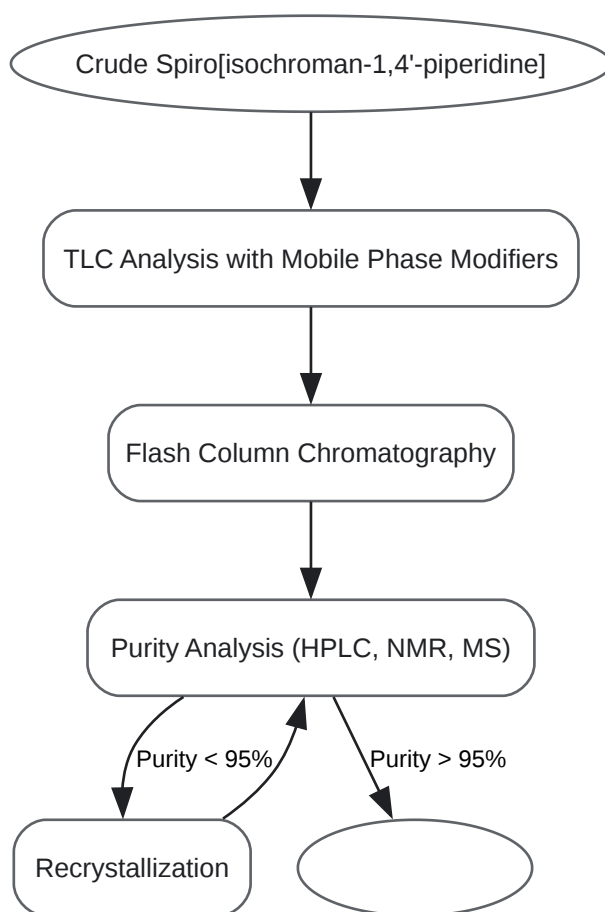 Crude Spiro[isochroman-1,4'-piperidine]
TLC Analysis with Mobile Phase Modifiers
Flash Column Chromatography
Purity Analysis (HPLC, NMR, MS)
Purity < 95%
Purity > 95%
Recrystallization